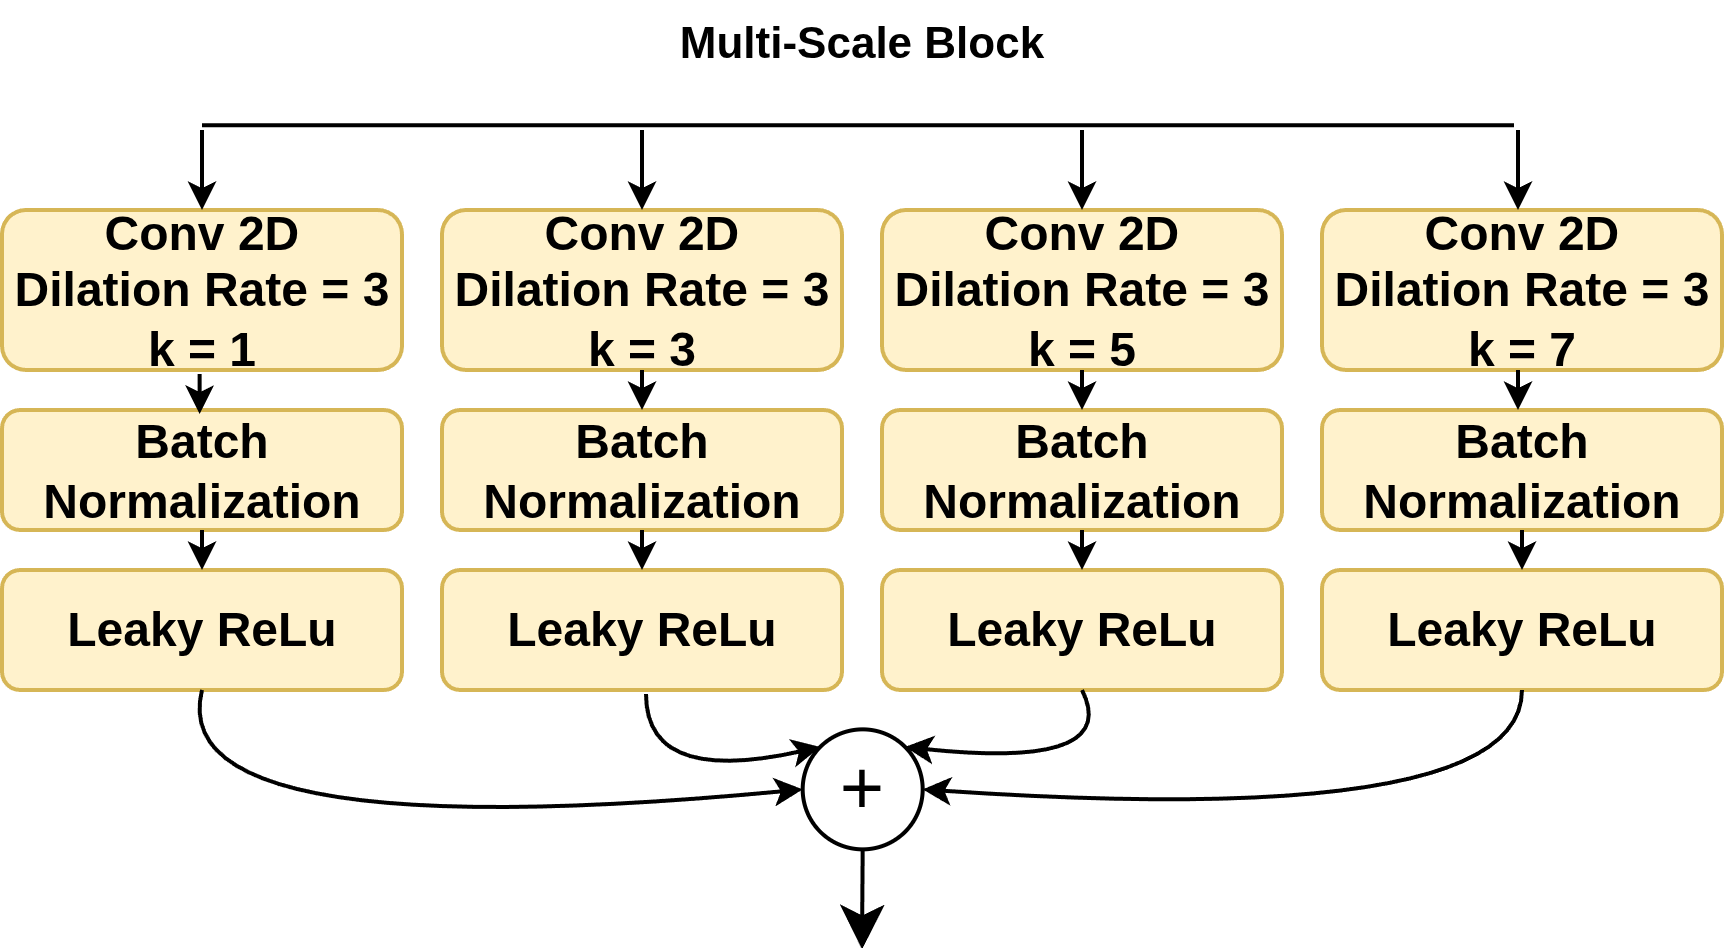 Multi-Scale Block
Conv 2D
Dilation Rate = 3
k = 1
Conv 2D
Dilation Rate = 3
k = 3
Conv 2D
Dilation Rate = 3
k = 5
Conv 2D
Dilation Rate = 3
k = 7
Batch
Normalization
Batch
Normalization
Batch
Normalization
Batch
Normalization
Leaky ReLu
Leaky ReLu
Leaky ReLu
Leaky ReLu
+